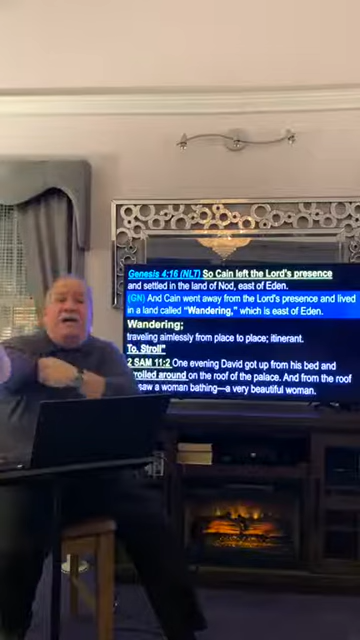 Genesis 4:16 (NLT) So Cain left the Lord's presence
and settled in the land of Nod, east of Eden.
(GN) And Cain went away from the Lord's presence and lived
in a land called "Wandering," which is east of Eden.
Wandering;
traveling aimlessly from place to place; itinerant.
To. Stroll"
2 SAM 11:2 One evening David got up from his bed and
rolled around on the roof of the palace. And from the roof
saw a woman bathing—a very beautiful woman.